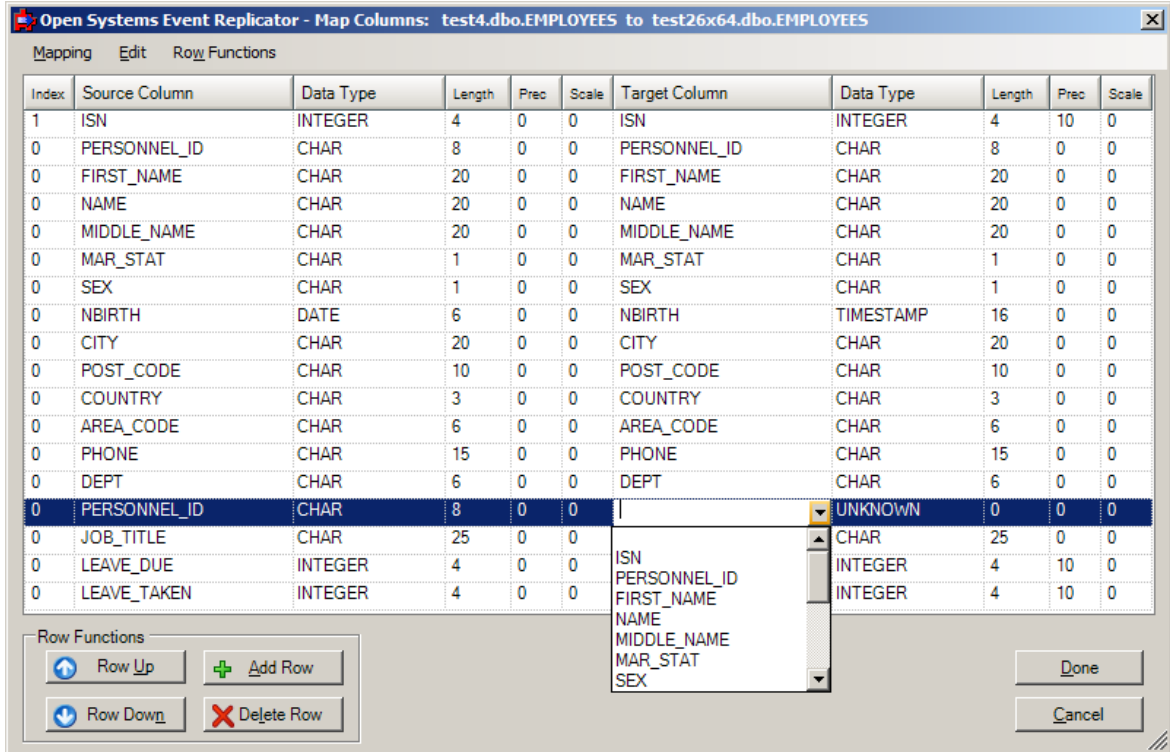 Open Systems Event Replicator - Map Columns: test4.dbo.EMPLOYEES to test26x64.dbo.EMPLOYEES
Mapping Edit Row Functions
Index Source Column Data Type Length Prec Scale Target Column Data Type Length Prec Scale
1 ISN INTEGER 4 0 0 ISN INTEGER 4 10 0
0 PERSONNEL_ID CHAR 8 0 0 PERSONNEL_ID CHAR 8 0 0
0 FIRST_NAME CHAR 20 0 0 FIRST_NAME CHAR 20 0 0
0 NAME CHAR 20 0 0 NAME CHAR 20 0 0
0 MIDDLE_NAME CHAR 20 0 0 MIDDLE_NAME CHAR 20 0 0
0 MAR_STAT CHAR 1 0 0 MAR_STAT CHAR 1 0 0
0 SEX CHAR 1 0 0 SEX CHAR 1 0 0
0 NBIRTH DATE 6 0 0 NBIRTH TIMESTAMP 16 0 0
0 CITY CHAR 20 0 0 CITY CHAR 20 0 0
0 POST_CODE CHAR 10 0 0 POST_CODE CHAR 10 0 0
0 COUNTRY CHAR 3 0 0 COUNTRY CHAR 3 0 0
0 AREA_CODE CHAR 6 0 0 AREA_CODE CHAR 6 0 0
0 PHONE CHAR 15 0 0 PHONE CHAR 15 0 0
0 DEPT CHAR 6 0 0 DEPT CHAR 6 0 0
0 PERSONNEL_ID CHAR 8 0 0 UNKNOWN 0 0 0
0 JOB_TITLE CHAR 25 0 0 CHAR 25 0 0
0 LEAVE_DUE INTEGER 4 0 0 INTEGER 4 10 0
0 LEAVE_TAKEN INTEGER 4 0 0 INTEGER 4 10 0
ISN
PERSONNEL_ID
FIRST_NAME
NAME
MIDDLE_NAME
MAR_STAT
SEX
Row Functions
Row Up Add Row
Row Down Delete Row
Done
Cancel